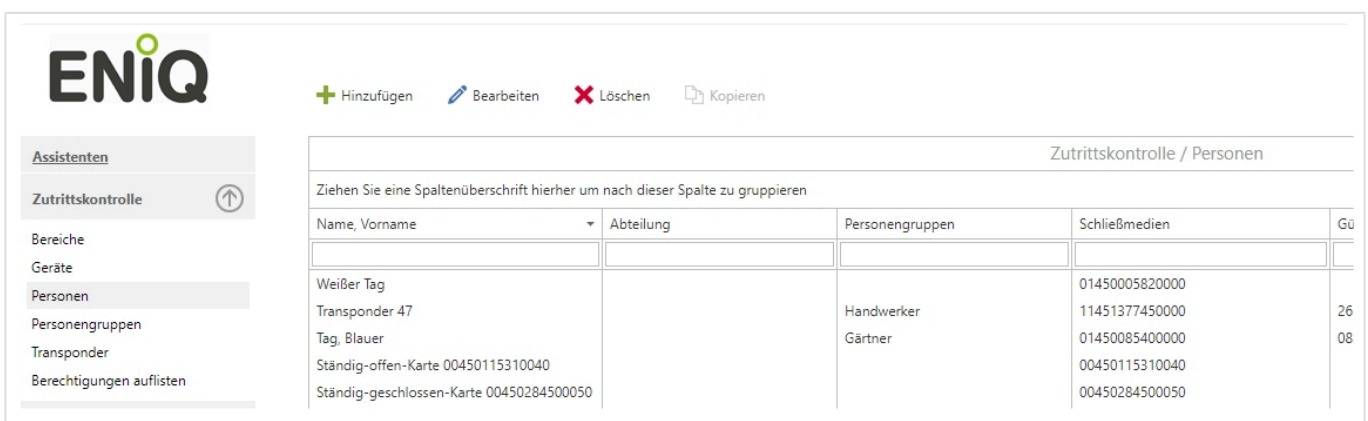 ENiQ
Hinzufügen Bearbeiten Löschen Kopieren
Assistenten
Zutrittskontrolle
Bereiche
Geräte
Personen
Personengruppen
Transponder
Berechtigungen auflisten
Zutrittskontrolle / Personen
Ziehen Sie eine Spaltenüberschrift hierher um nach dieser Spalte zu gruppieren
Name, Vorname Abteilung Personengruppen Schließmedien Gü
Weißer Tag 01450005820000
Transponder 47 Handwerker 11451377450000 26
Tag, Blauer Gärtner 01450085400000 08
Ständig-offen-Karte 00450115310040 00450115310040
Ständig-geschlossen-Karte 00450284500050 00450284500050